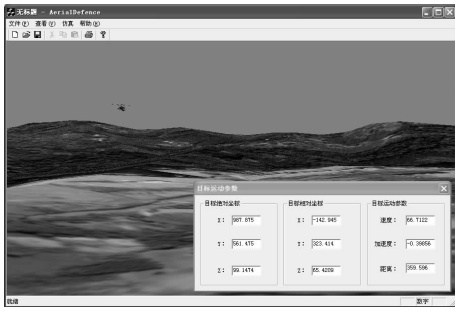 无标题 - AerialDefence
文件(F) 查看(V) 仿真 帮助(H)
目标运动参数
目标绝对坐标 目标相对坐标 目标运动参数
X: 987.875 X: -142.945 速度: 66.7122
Y: 561.475 Y: 323.414 加速度: -0.39856
Z: 99.1474 Z: 65.4209 距离: 359.596
就绪 数字